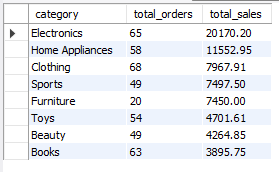 category total_orders total_sales
Electronics 65 20170.20
Home Appliances 58 11552.95
Clothing 68 7967.91
Sports 49 7497.50
Furniture 20 7450.00
Toys 54 4701.61
Beauty 49 4264.85
Books 63 3895.75